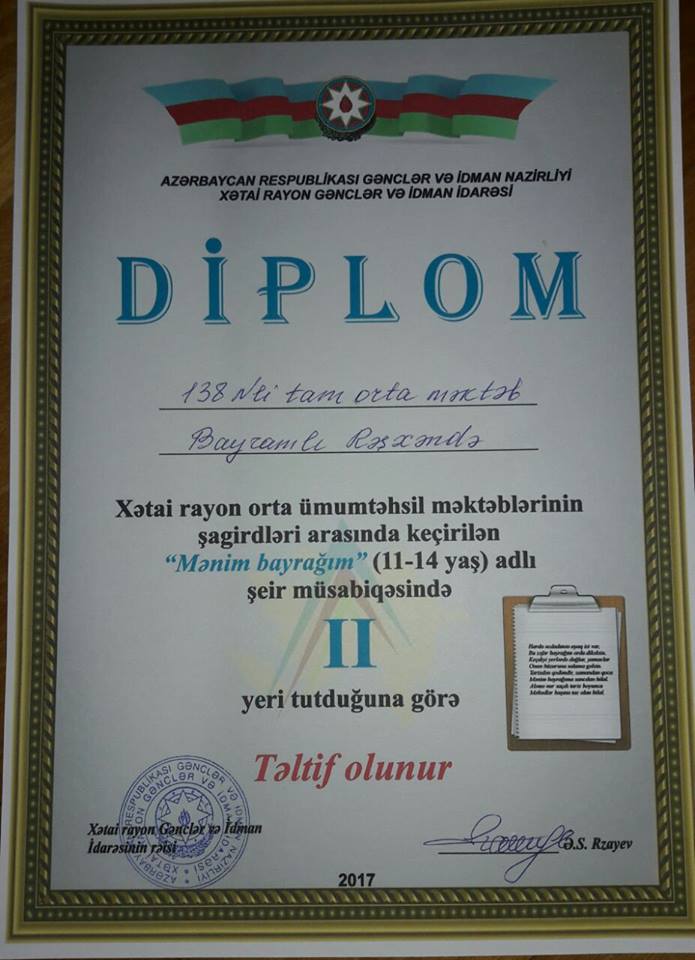 AZƏRBAYCAN RESPUBLİKASI GƏNCLƏR VƏ İDMAN NAZİRLİYİ
XƏTAİ RAYON GƏNCLƏR VƏ İDMAN İDARƏSİ
DİPLOM
138 №li tam orta məktəb
Bayramlı Rəşxəndə
Xətai rayon orta ümumtəhsil məktəblərinin
şagirdləri arasında keçirilən
“Mənim bayrağım” (11-14 yaş) adlı
şeir müsabiqəsində
II
yeri tutduğuna görə
Təltif olunur
Xətai rayon Gənclər və İdman
İdarəsinin rəisi
Ə.S. Rzayev
2017